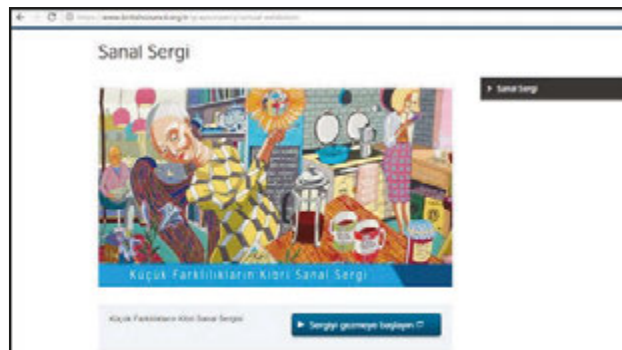 Sanal Sergi
Sanal Sergi
Küçük Farklılıkların Kibri Sanal Sergi
Küçük Farklılıkların Kibri Sanal Sergisi
Sergiyi gezmeye başlayın